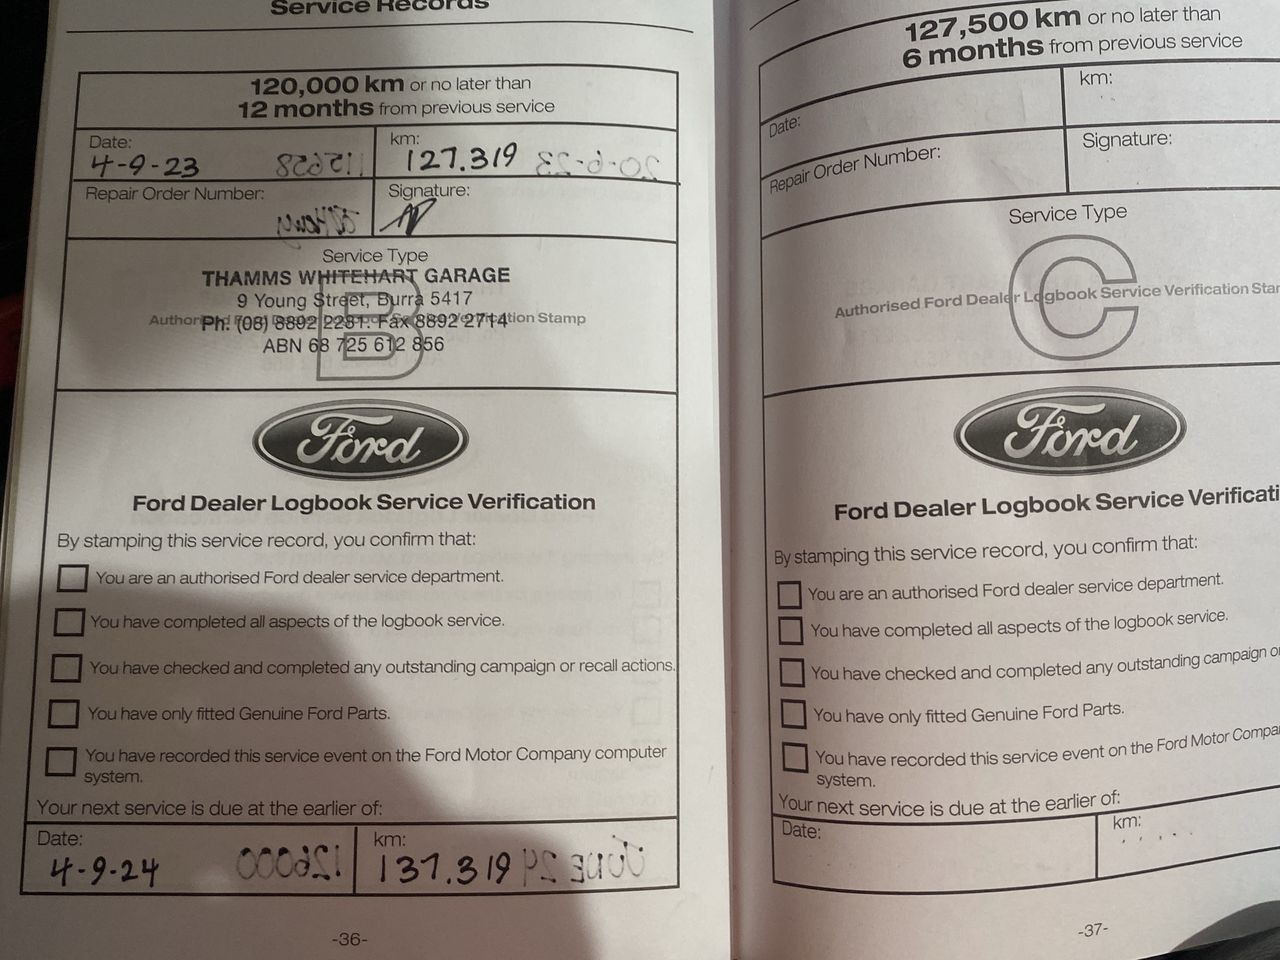 Service Records
120,000 km or no later than
12 months from previous service
Date:
4-9-23
km:
127.319
Repair Order Number:
Signature:
Service Type
B
THAMMS WHITEHART GARAGE
9 Young Street, Burra 5417
Ph: (08) 8892 2281. Fax 8892 2714
ABN 68 725 612 856
Ford
Ford Dealer Logbook Service Verification
By stamping this service record, you confirm that:
You are an authorised Ford dealer service department.
You have completed all aspects of the logbook service.
You have checked and completed any outstanding campaign or recall actions.
You have only fitted Genuine Ford Parts.
You have recorded this service event on the Ford Motor Company computer
system.
Your next service is due at the earlier of:
Date:
4-9-24
km:
137.319
-36-
127,500 km or no later than
6 months from previous service
Date:
km:
Repair Order Number:
Signature:
Service Type
C
Authorised Ford Dealer Logbook Service Verification
Ford
Ford Dealer Logbook Service
By stamping this service record, you confirm that:
You are an authorised Ford dealer service department.
You have completed all aspects of the logbook service.
You have checked and completed any outstanding campaign
You have only fitted Genuine Ford Parts.
You have recorded this service event on the Ford Motor
system.
Your next service is due at the earlier of:
Date:
km:
-37-